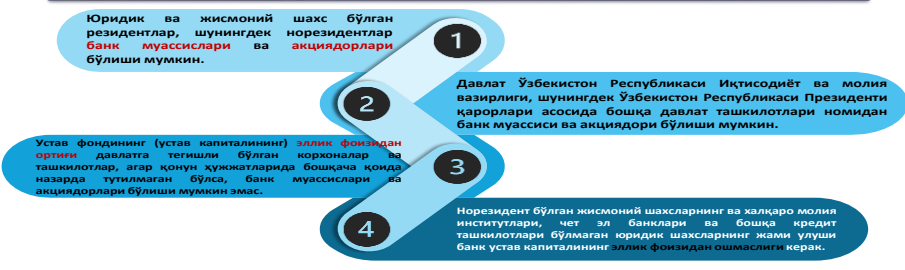 Юридик ва жисмоний шахс бўлган
резидентлар, шунингдек норезидентлар
банк муассислари ва акциядорлари
бўлиши мумкин.
1
Давлат Ўзбекистон Республикаси Иқтисодиёт ва молия
вазирлиги, шунингдек Ўзбекистон Республикаси Президенти
қарорлари асосида бошқа давлат ташкилотлари номидан
банк муассиси ва акциядори бўлиши мумкин.
2
Устав фондининг (устав капиталининг) эллик фоизидан
ортиғи давлатга тегишли бўлган корхоналар ва
ташкилотлар, агар қонун ҳужжатларида бошқача қоида
назарда тутилмаган бўлса, банк муассислари ва
акциядорлари бўлиши мумкин эмас.
3
Норезидент бўлган жисмоний шахсларнинг ва халқаро молия
институтлари, чет эл банклари ва бошқа кредит
ташкилотлари бўлмаган юридик шахсларнинг жами улуши
банк устав капиталининг эллик фоизидан ошмаслиги керак.
4